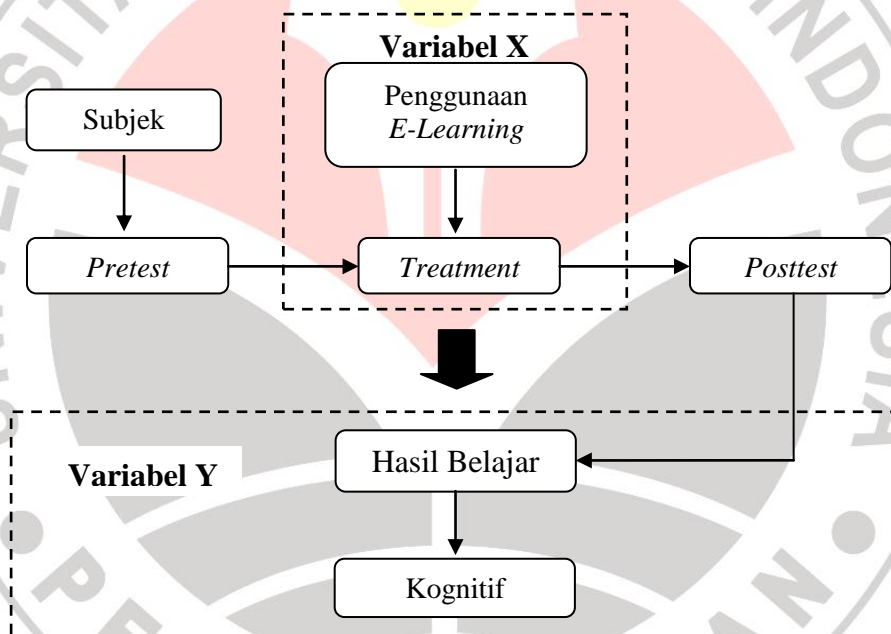 Variabel X
Subjek
Penggunaan
E-Learning
Pretest
Treatment
Posttest
Variabel Y
Hasil Belajar
Kognitif